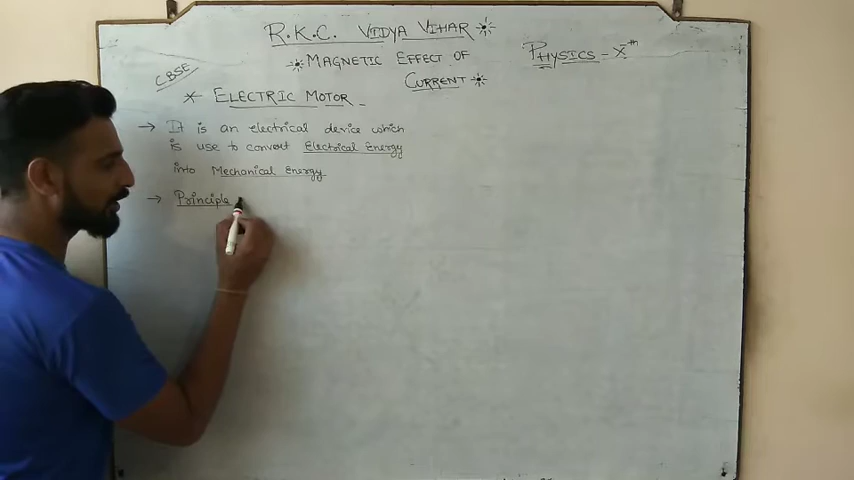 R.K.C. VIDYA VIHAR
MAGNETIC EFFECT OF
CURRENT
PHYSICS - Xth
CBSE
* ELECTRIC MOTOR -
→ It is an electrical device which
is use to convert Electrical Energy
into Mechanical Energy
→ Principle